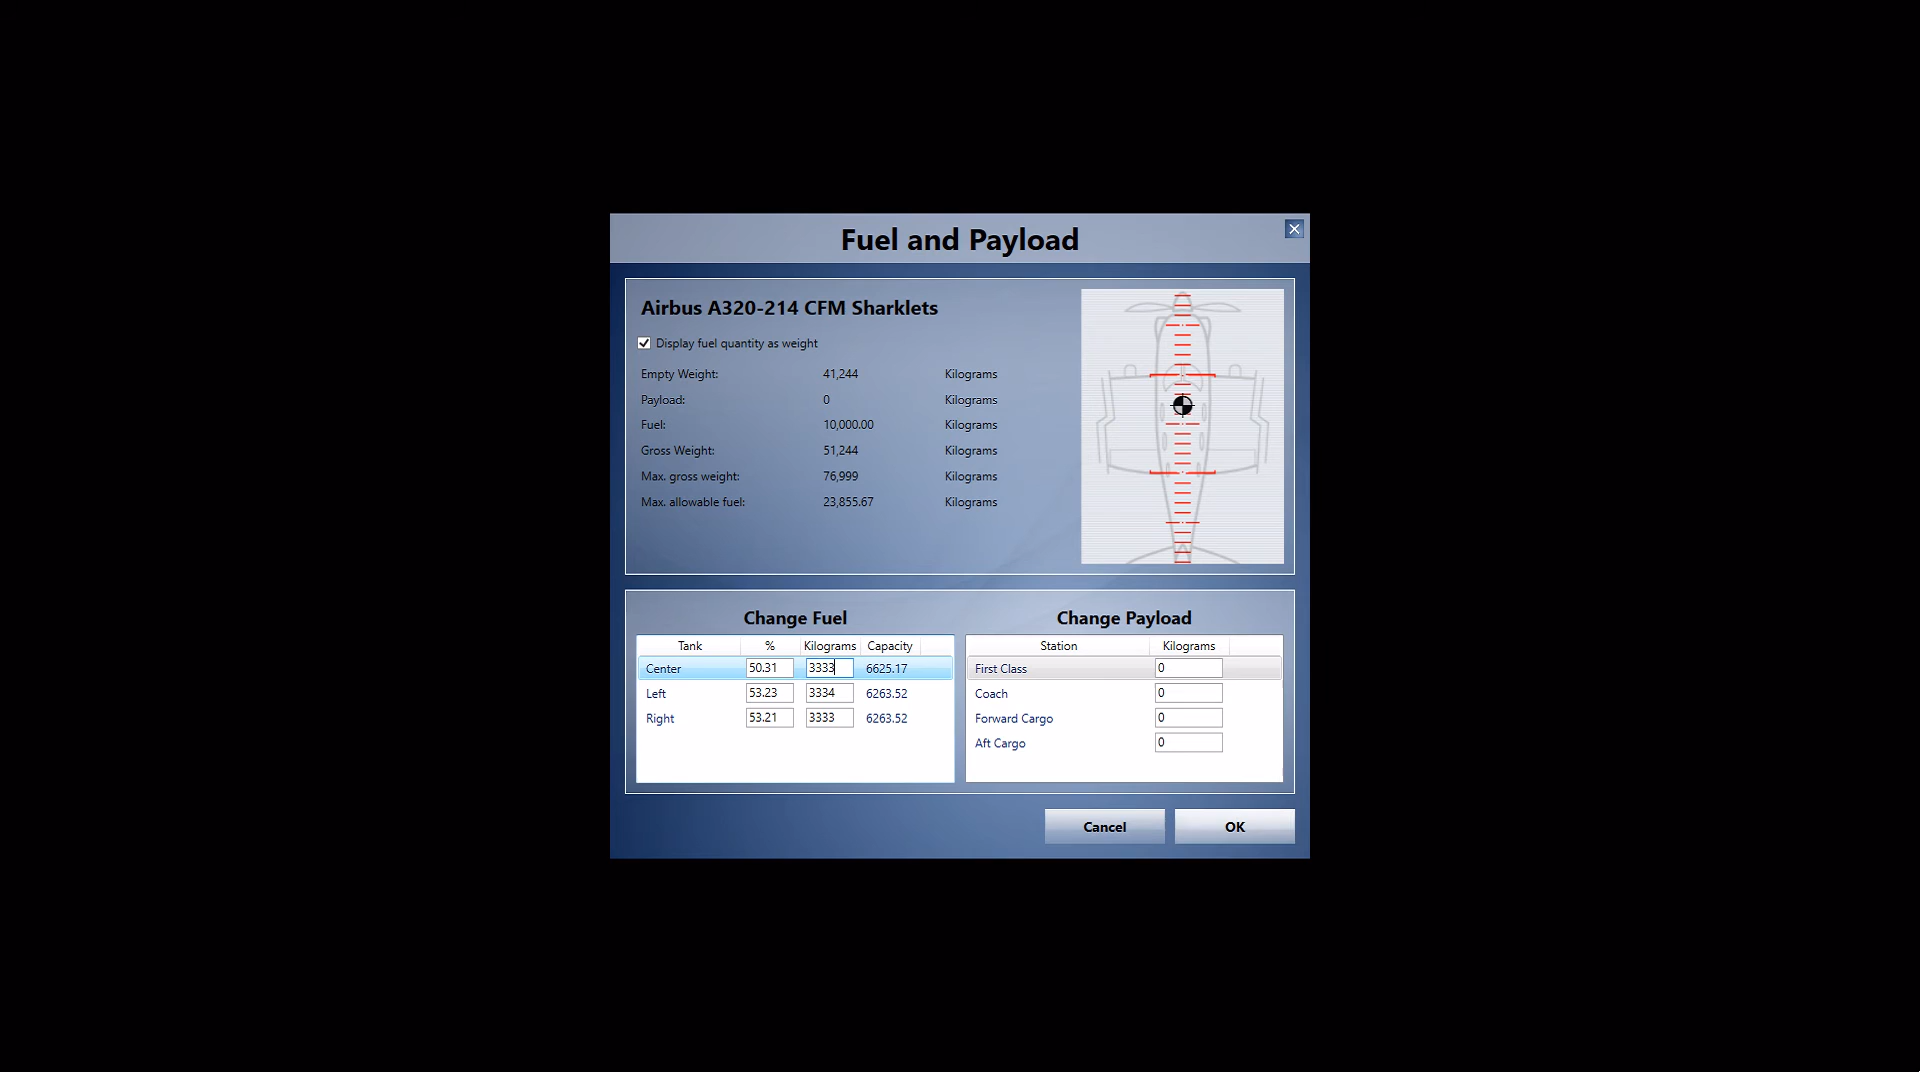 Fuel and Payload
Airbus A320-214 CFM Sharklets
Display fuel quantity as weight
Empty Weight: 41,244 Kilograms
Payload: 0 Kilograms
Fuel: 10,000.00 Kilograms
Gross Weight: 51,244 Kilograms
Max. gross weight: 76,999 Kilograms
Max. allowable fuel: 23,855.67 Kilograms
Change Fuel
Tank % Kilograms Capacity
Center 50.31 3333 6625.17
Left 53.23 3334 6263.52
Right 53.21 3333 6263.52
Change Payload
Station Kilograms
First Class 0
Coach 0
Forward Cargo 0
Aft Cargo 0
Cancel OK